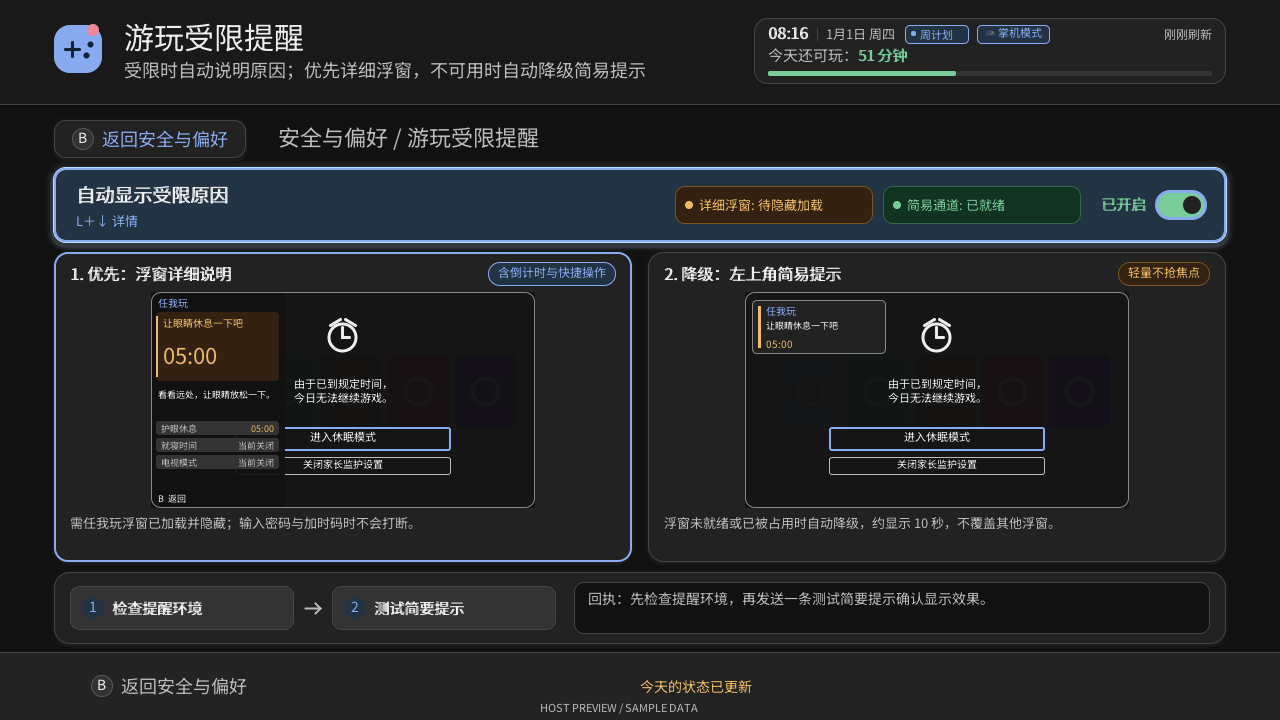 游玩受限提醒
受限时自动说明原因；优先详细浮窗，不可用时自动降级简易提示
08:16 1月1日 周四 周计划 掌机模式 刚刚刷新
今天还可玩：51 分钟
B 返回安全与偏好
安全与偏好 / 游玩受限提醒
自动显示受限原因
L＋↓ 详情
详细浮窗: 待隐藏加载
简易通道: 已就绪
已开启
1. 优先：浮窗详细说明
含倒计时与快捷操作
任我玩
让眼睛休息一下吧
05:00
看看远处，让眼睛放松一下。
护眼休息 05:00
就寝时间 当前关闭
电视模式 当前关闭
B 返回
由于已到规定时间，
今日无法继续游戏。
进入休眠模式
关闭家长监护设置
需任我玩浮窗已加载并隐藏；输入密码与加时码时不会打断。
2. 降级：左上角简易提示
轻量不抢焦点
任我玩
让眼睛休息一下吧
05:00
由于已到规定时间，
今日无法继续游戏。
进入休眠模式
关闭家长监护设置
浮窗未就绪或已被占用时自动降级，约显示 10 秒，不覆盖其他浮窗。
1 检查提醒环境
→
2 测试简要提示
回执：先检查提醒环境，再发送一条测试简要提示确认显示效果。
B 返回安全与偏好
今天的状态已更新
HOST PREVIEW / SAMPLE DATA